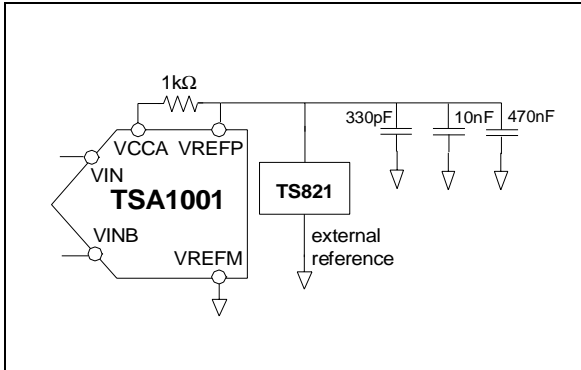 1kΩ
330pF
10nF
470nF
VCCA
VREFP
VIN
TSA1001
TS821
VINB
VREFM
external
reference